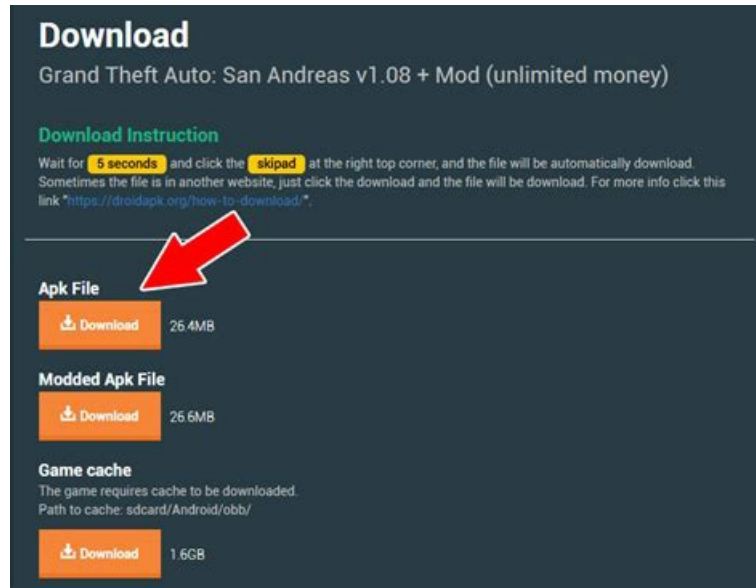 Download
Grand Theft Auto: San Andreas v1.08 + Mod (unlimited money)
Download Instruction
Wait for 5 seconds and click the skipad at the right top corner, and the file will be automatically download.
Sometimes the file is in another website, just click the download and the file will be download. For more info click this
link "https://droidapk.org/how-to-download/".
Apk File
Download 26.4MB
Modded Apk File
Download 26.6MB
Game cache
The game requires cache to be downloaded.
Path to cache: sdcard/Android/obb/
Download 1.6GB